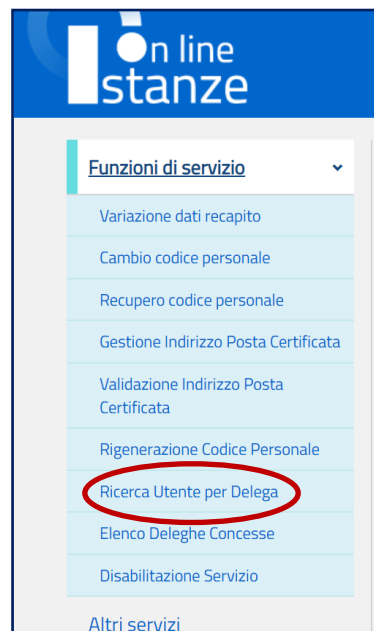 on line
Istanze
Funzioni di servizio
Variazione dati recapito
Cambio codice personale
Recupero codice personale
Gestione Indirizzo Posta Certificata
Validazione Indirizzo Posta
Certificata
Rigenerazione Codice Personale
Ricerca Utente per Delega
Elenco Deleghe Concesse
Disabilitazione Servizio
Altri servizi